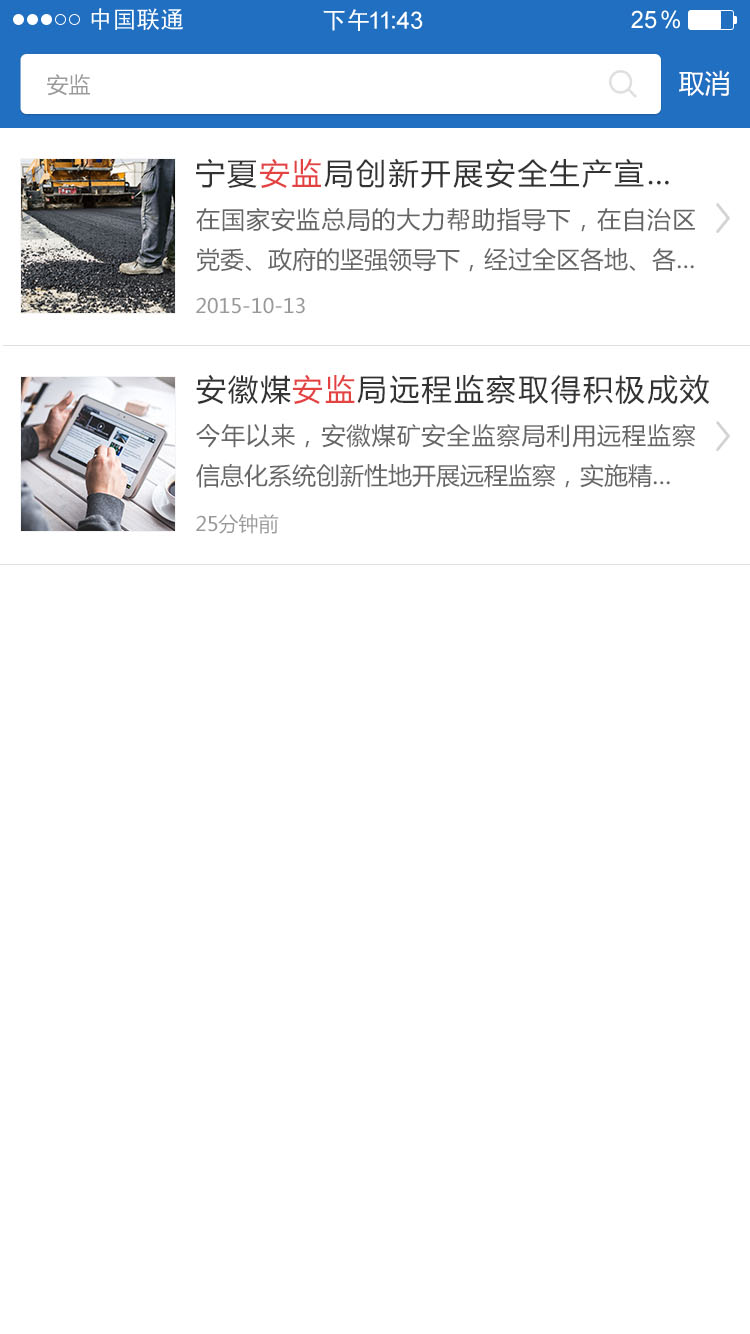 中国联通 下午11:43 25%
安监 取消
宁夏安监局创新开展安全生产宣...
在国家安监总局的大力帮助指导下，在自治区
党委、政府的坚强领导下，经过全区各地、各...
2015-10-13
安徽煤安监局远程监察取得积极成效
今年以来，安徽煤矿安全监察局利用远程监察
信息化系统创新性地开展远程监察，实施精...
25分钟前